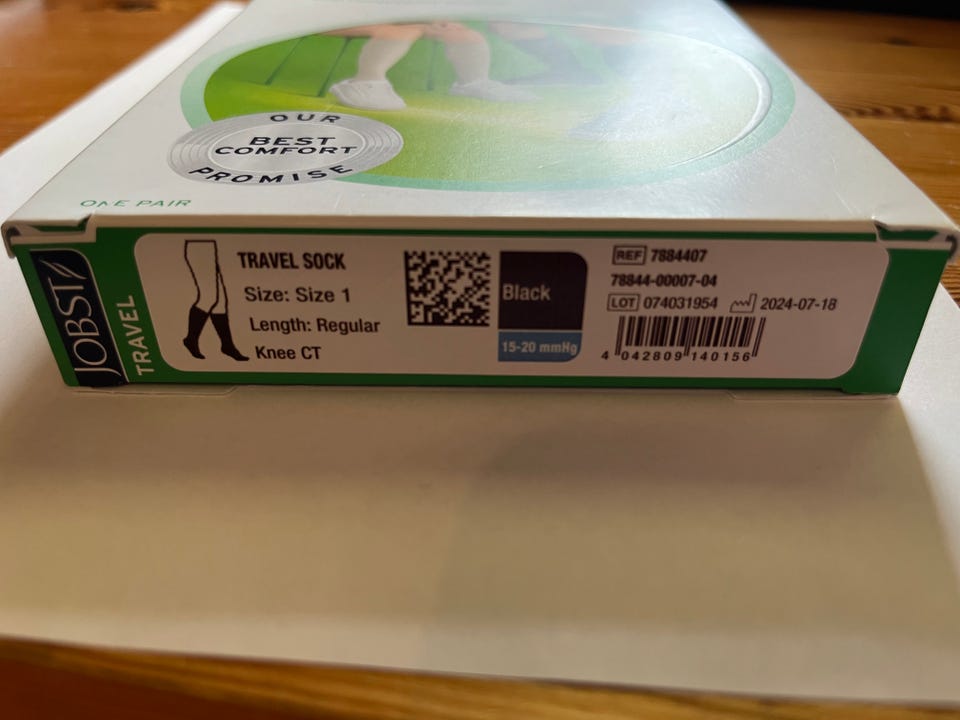 OUR
BEST
COMFORT
PROMISE
ONE PAIR
JOBST
TRAVEL
TRAVEL SOCK
Size: Size 1
Length: Regular
Knee CT
Black
15-20 mmHg
REF 7884407
78844-00007-04
LOT 074031954 2024-07-18
4 042809 140156